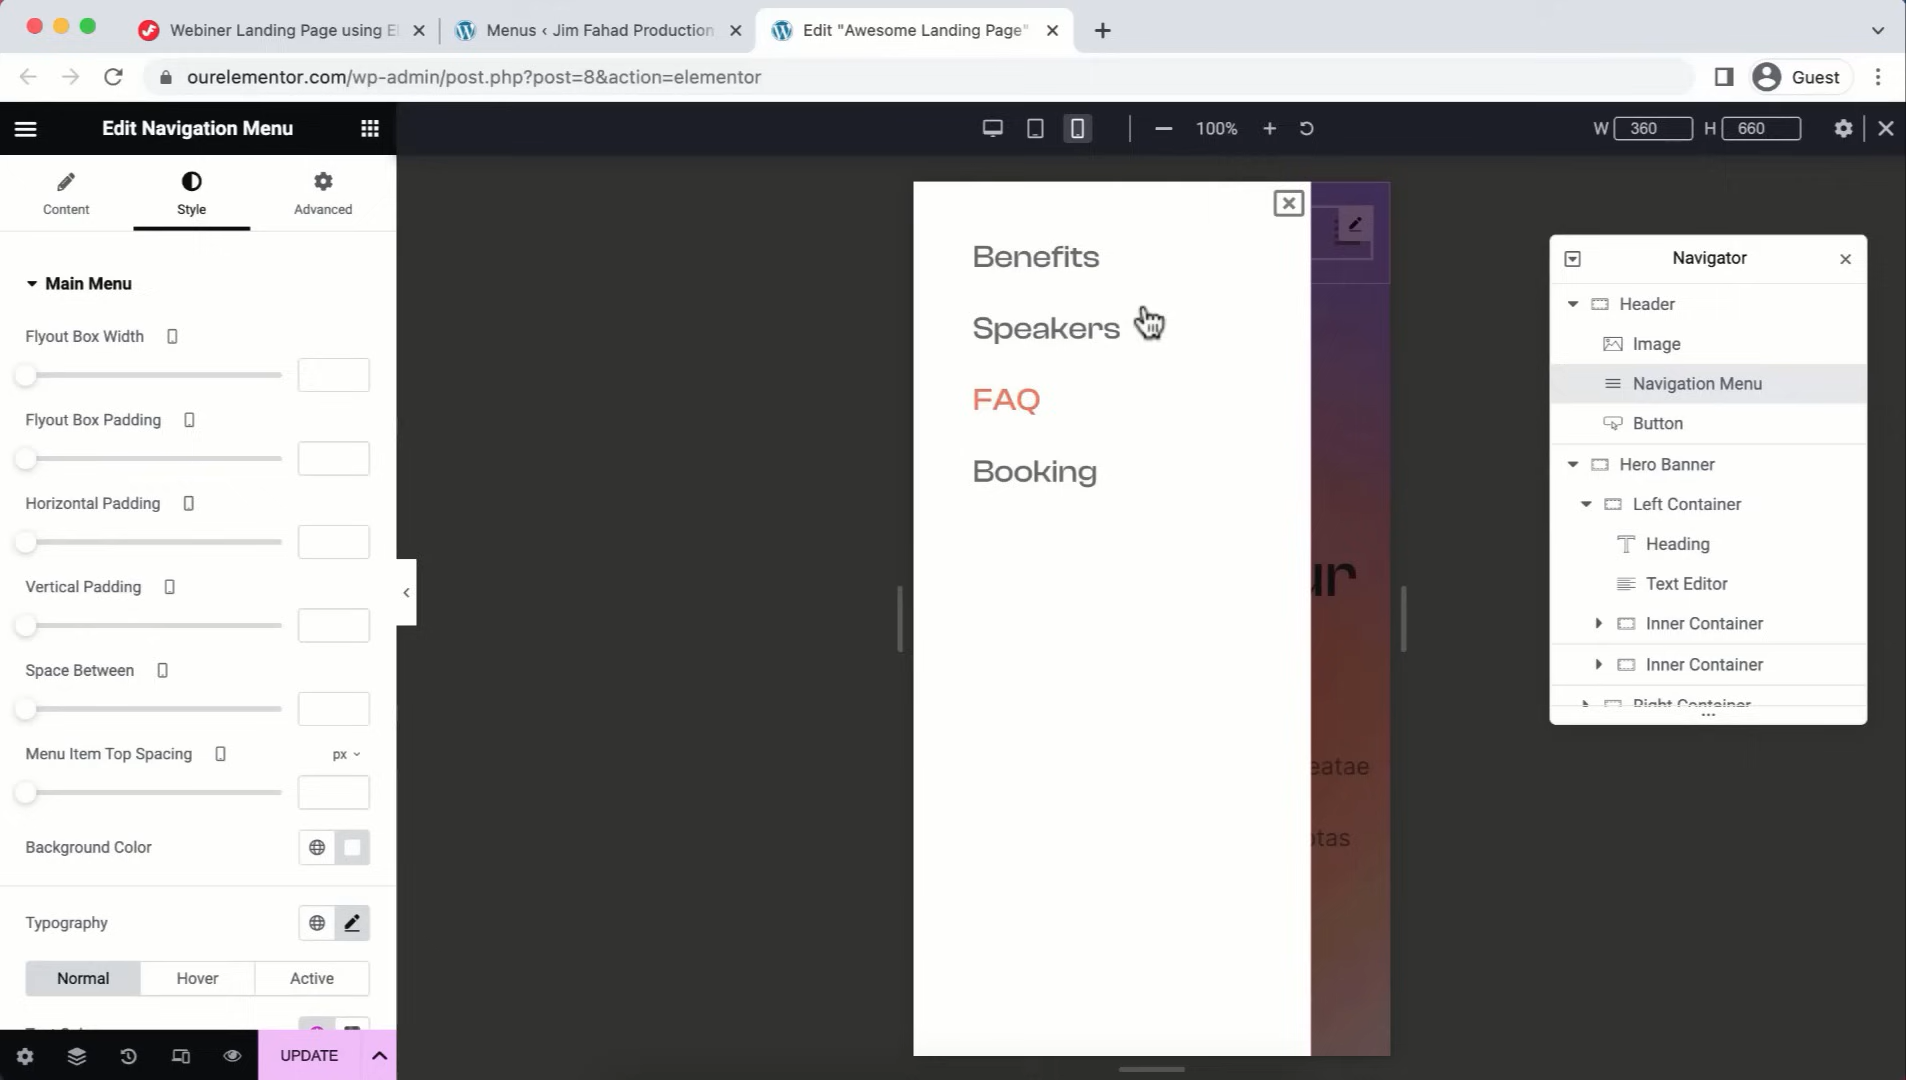 Webiner Landing Page using El
Menus ‹ Jim Fahad Production
Edit "Awesome Landing Page"
ourelementor.com/wp-admin/post.php?post=8&action=elementor
Guest
Edit Navigation Menu
100%
W 360 H 660
Content
Style
Advanced
Main Menu
Flyout Box Width
Flyout Box Padding
Horizontal Padding
Vertical Padding
Space Between
Menu Item Top Spacing
px
Background Color
Typography
Normal
Hover
Active
UPDATE
Benefits
Speakers
FAQ
Booking
ur
eatae
otas
Navigator
Header
Image
Navigation Menu
Button
Hero Banner
Left Container
Heading
Text Editor
Inner Container
Inner Container
Right Container